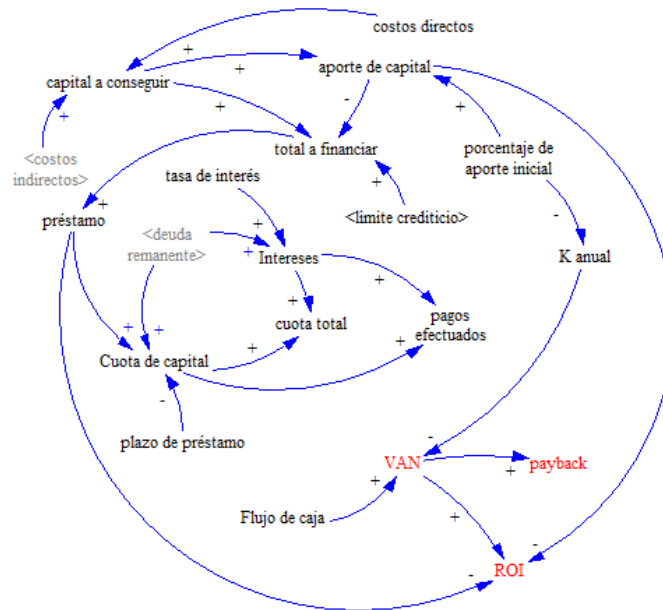 costos directos
+
+
capital a conseguir
aporte de capital
+
-
+
+
<costos
indirectos>
total a financiar
porcentaje de
aporte inicial
tasa de interés
+
+
préstamo
<limite crediticio>
-
+
<deuda
remanente>
+
Intereses
K anual
+
+
cuota total
pagos
efectuados
+
+
+
+
Cuota de capital
-
plazo de préstamo
-
VAN
+
payback
+
Flujo de caja
+
-
-
ROI